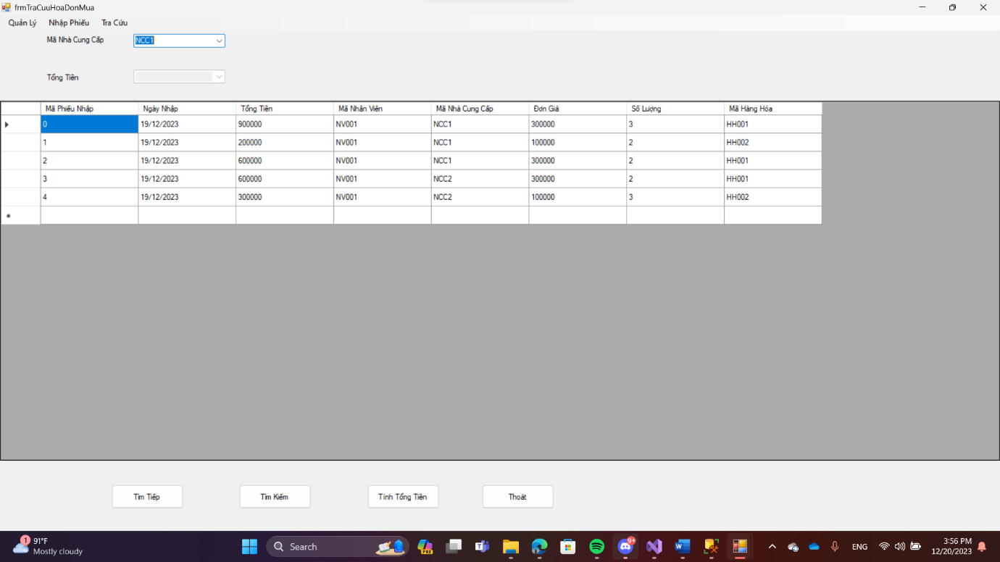 frmTraCuuHoaDonMua
Quản Lý Nhập Phiếu Tra Cứu
Mã Nhà Cung Cấp NCC1
Tổng Tiền
Mã Phiếu Nhập Ngày Nhập Tổng Tiền Mã Nhân Viên Mã Nhà Cung Cấp Đơn Giá Số Lượng Mã Hàng Hóa
0 19/12/2023 900000 NV001 NCC1 300000 3 HH001
1 19/12/2023 200000 NV001 NCC1 100000 2 HH002
2 19/12/2023 600000 NV001 NCC1 300000 2 HH001
3 19/12/2023 600000 NV001 NCC2 300000 2 HH001
4 19/12/2023 300000 NV001 NCC2 100000 3 HH002
Tìm Tiếp Tìm Kiếm Tính Tổng Tiền Thoát
1 91°F Search PRE 9+ ENG 3:56 PM
Mostly cloudy 12/20/2023